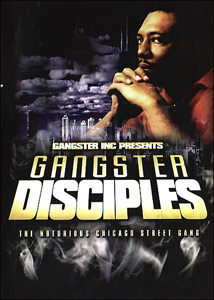 GANGSTER INC PRESENTS
GANGSTER
DISCIPLES
THE NOTORIOUS CHICAGO STREET GANG